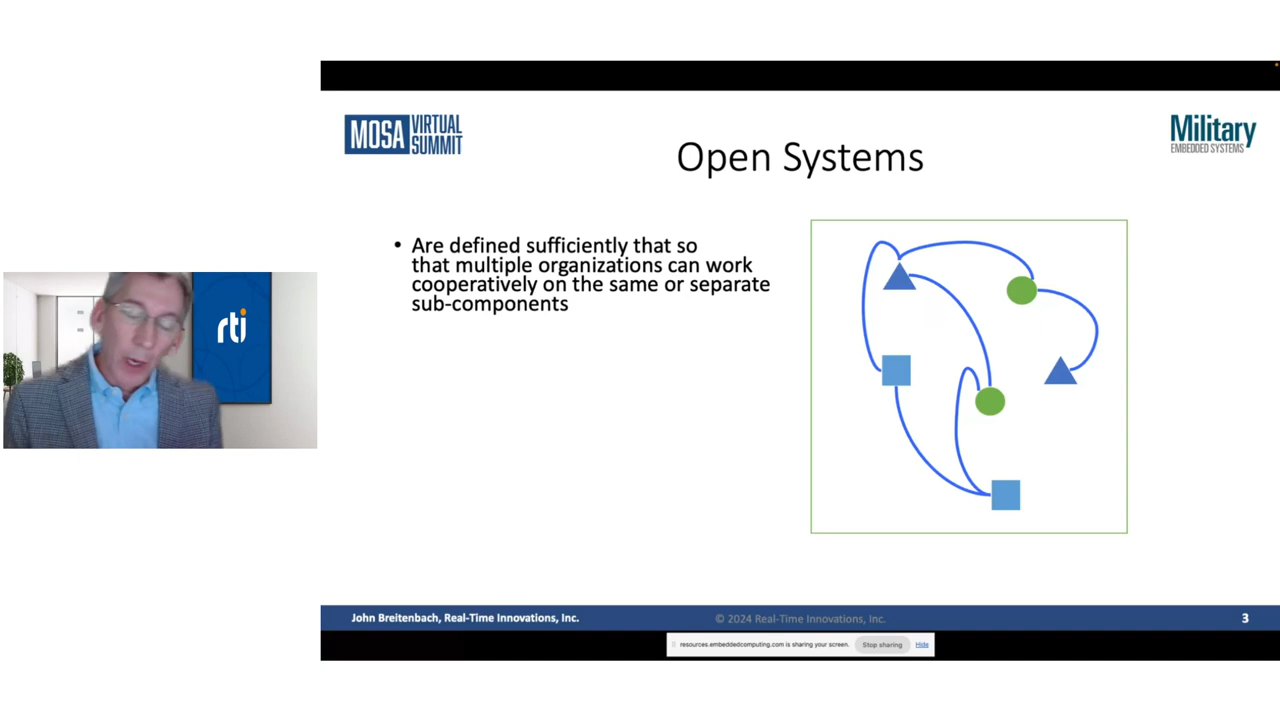 MOSA VIRTUAL SUMMIT
Military
EMBEDDED SYSTEMS
Open Systems
• Are defined sufficiently that so
that multiple organizations can work
cooperatively on the same or separate
sub-components
rti
John Breitenbach, Real-Time Innovations, Inc.
© 2024 Real-Time Innovations, Inc.
3
resources.embeddedcomputing.com is sharing your screen.
Stop sharing
Hide